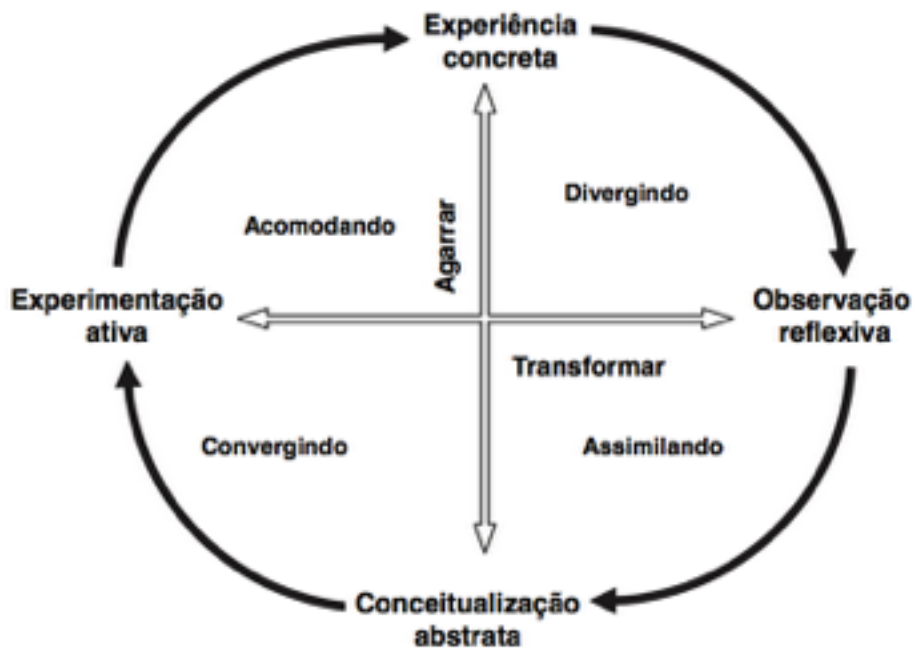 Experiência
concreta
Divergindo
Acomodando
Agarrar
Experimentação
ativa
Observação
reflexiva
Transformar
Convergindo
Assimilando
Conceitualização
abstrata